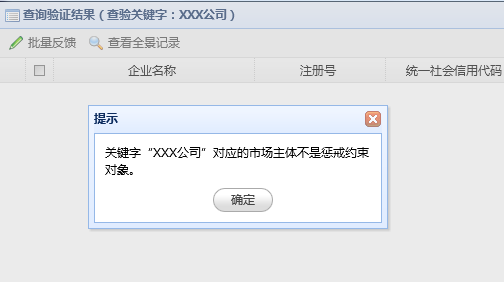 查询验证结果（查验关键字：XXX公司）
批量反馈 查看全景记录
企业名称 注册号 统一社会信用代码
提示
关键字“XXX公司”对应的市场主体不是惩戒约束
对象。
确定